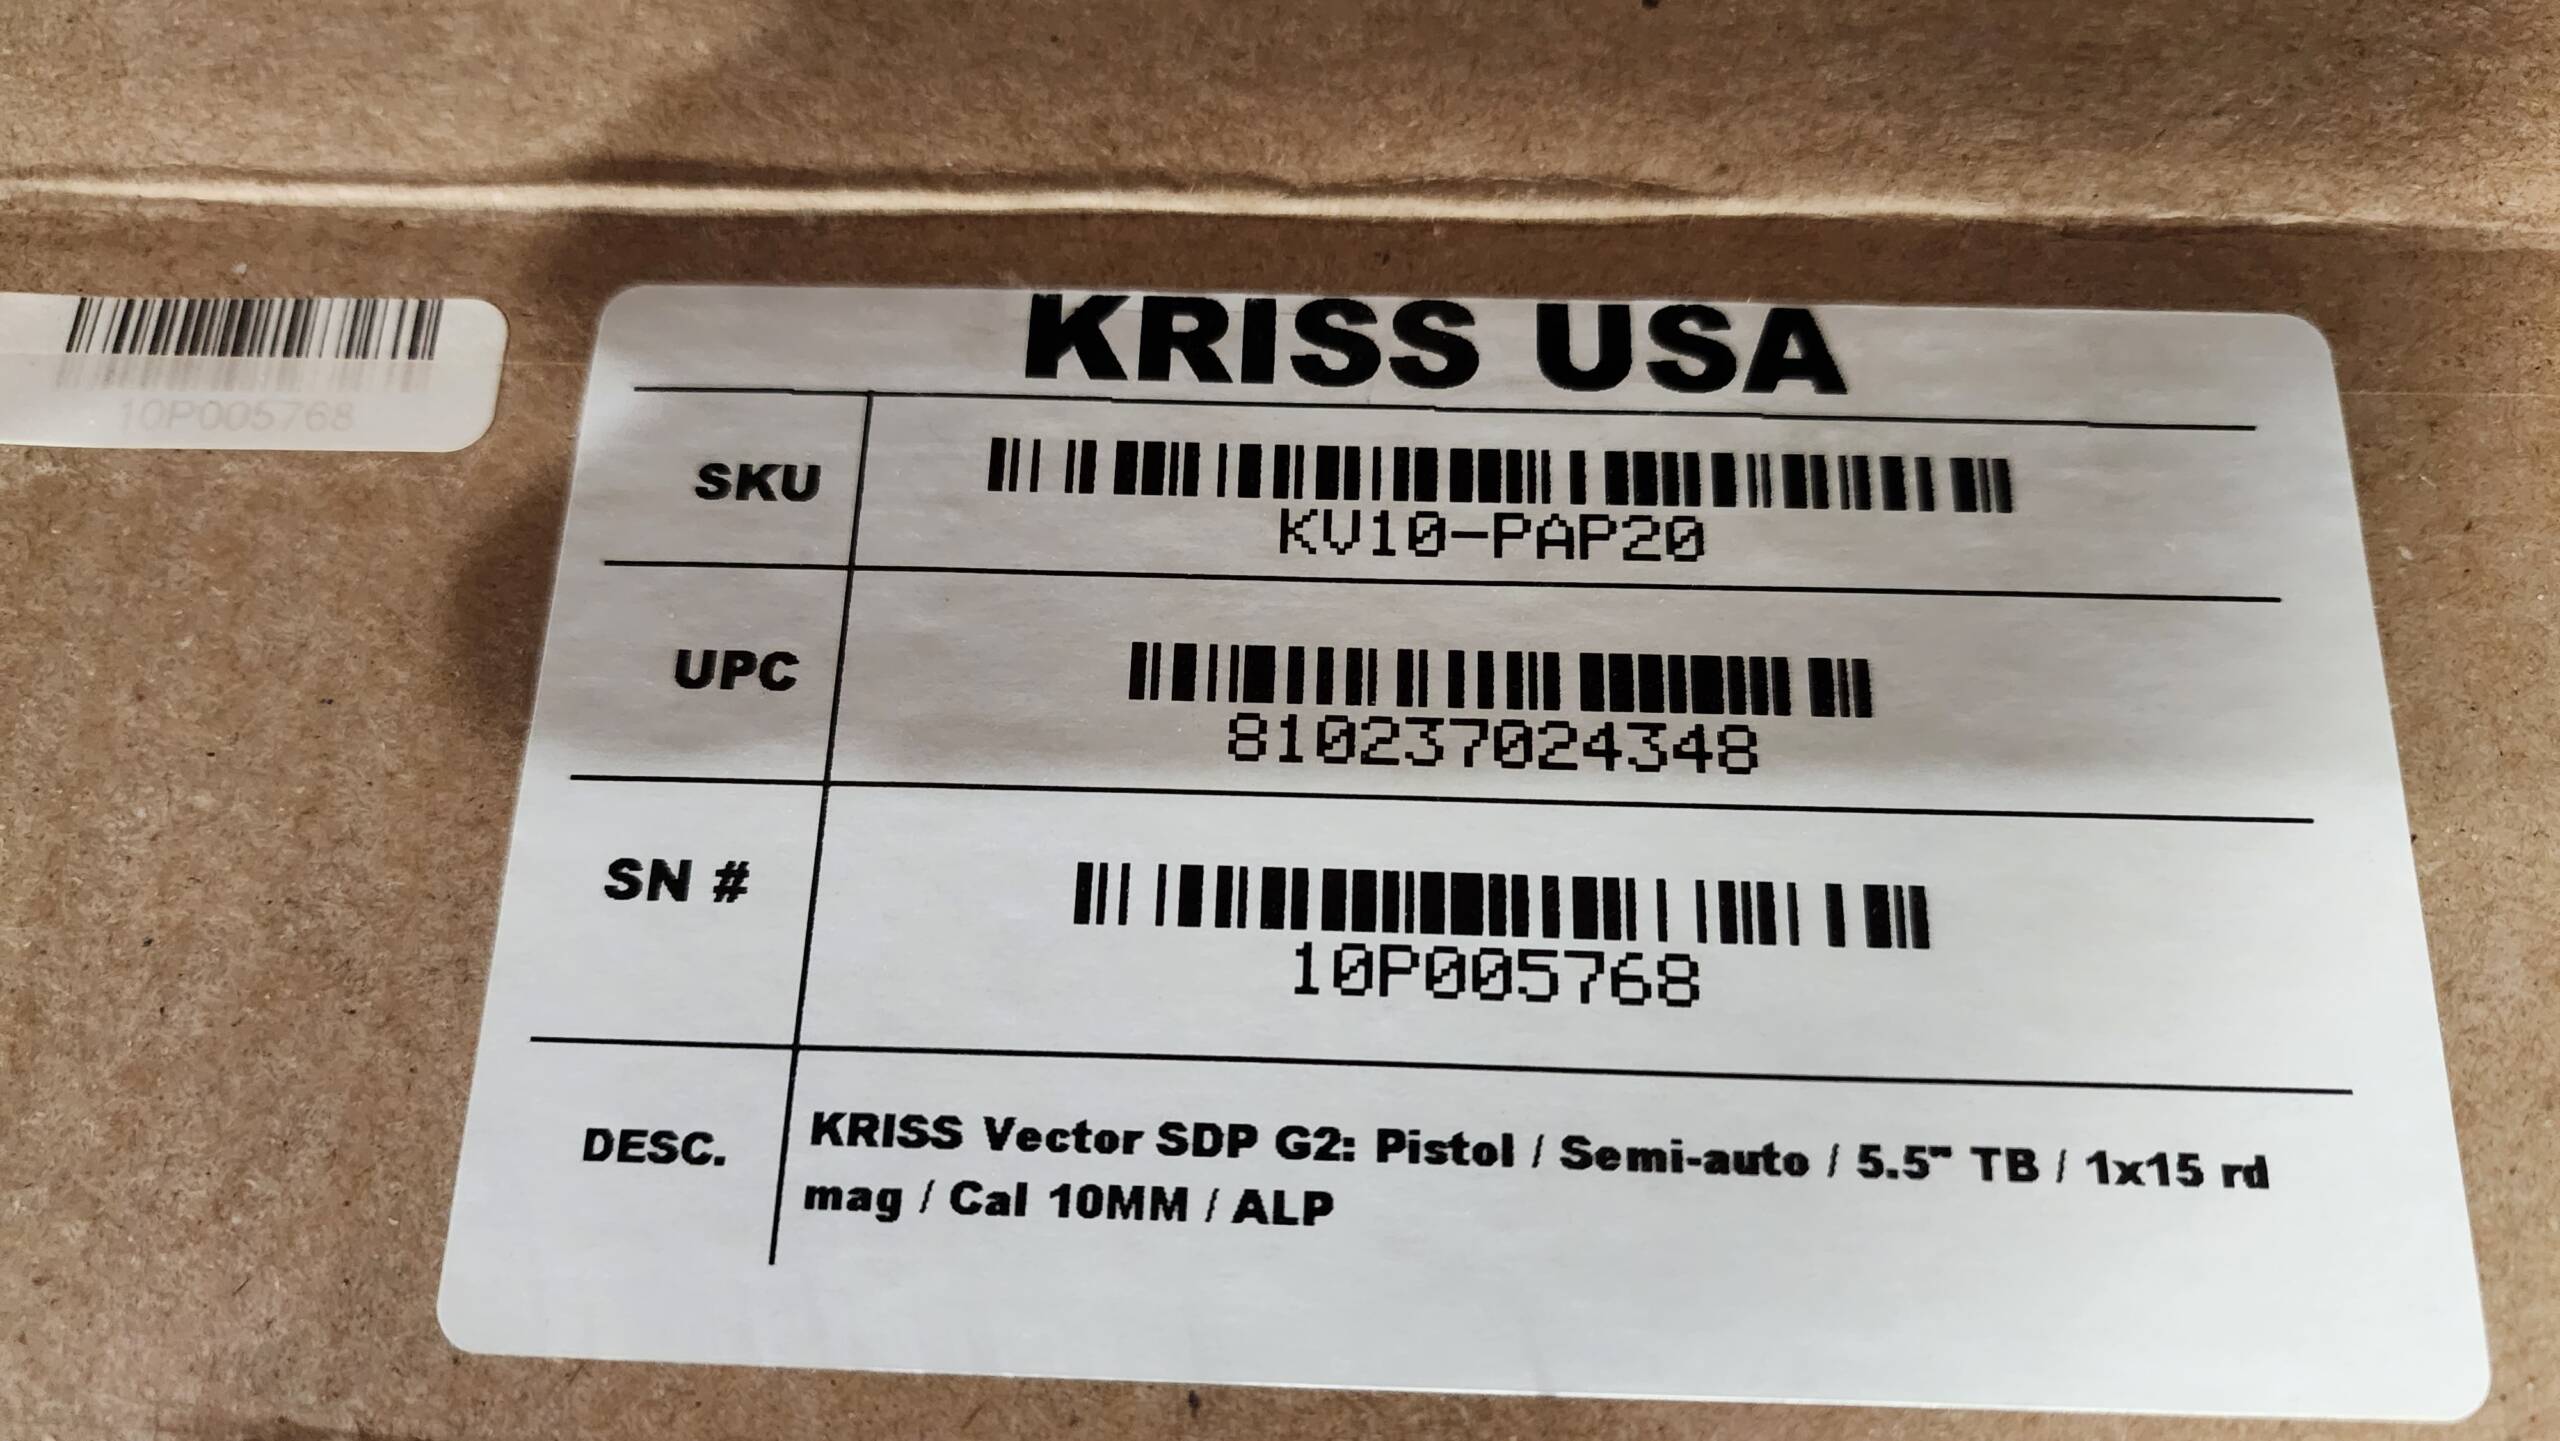 KRISS USA
10P005768
SKU
KV10-PAP20
UPC
810237024348
SN #
10P005768
DESC.
KRISS Vector SDP G2: Pistol / Semi-auto / 5.5" TB / 1x15 rd
mag / Cal 10MM / ALP